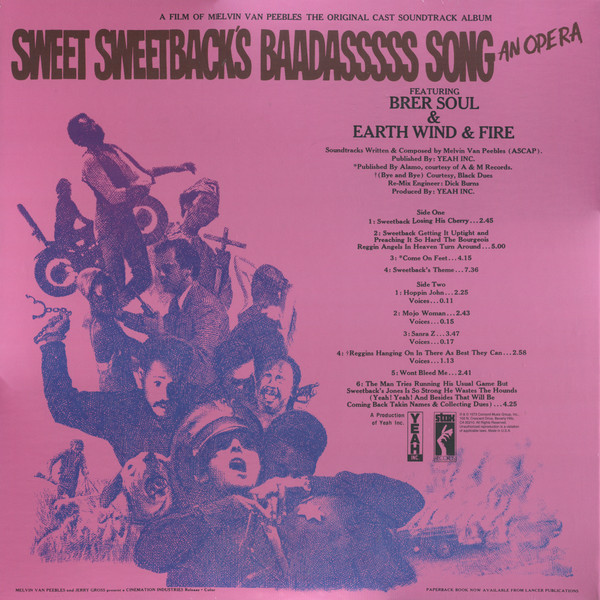 A FILM OF MELVIN VAN PEEBLES THE ORIGINAL CAST SOUNDTRACK ALBUM
SWEET SWEETBACK'S BAADASSSSS SONG AN OPERA
FEATURING
BRER SOUL
&
EARTH WIND & FIRE
Soundtracks Written & Composed by Melvin Van Peebles (ASCAP).
Published By: YEAH INC.
*Published By Alamo, courtesy of A & M Records.
†(Bye and Bye) Courtesy, Black Dues
Re-Mix Engineer: Dick Burns
Produced By: YEAH INC.
Side One
1: Sweetback Losing His Cherry...2.45
2: Sweetback Getting It Uptight and
Preaching It So Hard The Bourgeois
Reggin Angels In Heaven Turn Around...5.00
3: *Come On Feet...4.15
4: Sweetback's Theme...7.36
Side Two
1: Hoppin John...2.25
Voices...0.11
2: Mojo Woman...2.43
Voices...0.15
3: Sanra Z...3.47
Voices...0.17
4: †Reggins Hanging On In There As Best They Can...2.58
Voices...1.13
5: Wont Bleed Me...2.41
6: The Man Tries Running His Usual Game But
Sweetback's Jones Is So Strong He Wastes The Hounds
(Yeah! Yeah! And Besides That Will Be
Coming Back Takin Names & Collecting Dues)...4.25
A Production
of
Yeah Inc.
YEAH
INC.
stax
RECORDS
MELVIN VAN PEEBLES and JERRY GROSS present a CINEMATION INDUSTRIES Release • Color
PAPERBACK BOOK NOW AVAILABLE FROM LANCER PUBLICATIONS